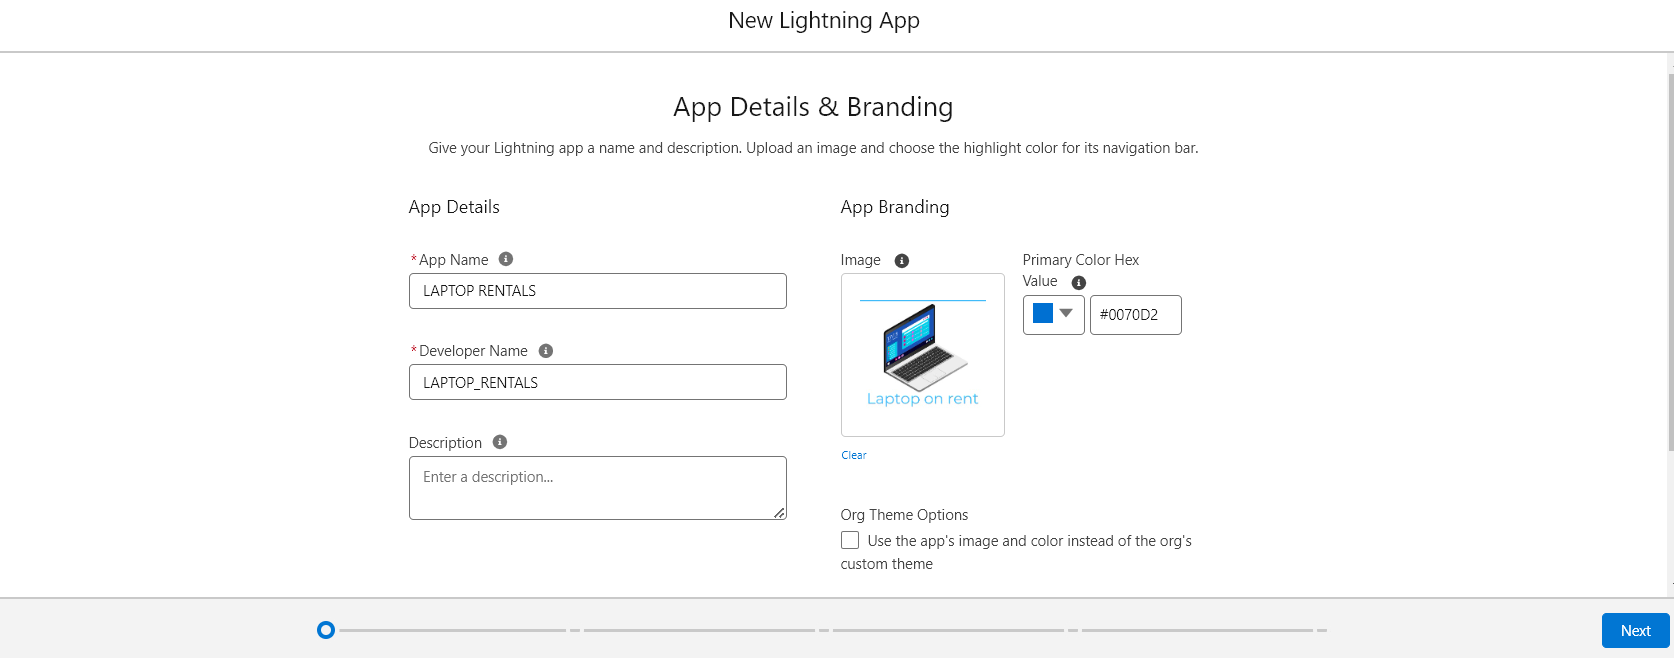 New Lightning App
App Details & Branding
Give your Lightning app a name and description. Upload an image and choose the highlight color for its navigation bar.
App Details
*App Name
LAPTOP RENTALS
*Developer Name
LAPTOP_RENTALS
Description
Enter a description...
App Branding
Image
Laptop on rent
Clear
Primary Color Hex
Value
#0070D2
Org Theme Options
Use the app's image and color instead of the org's
custom theme
Next